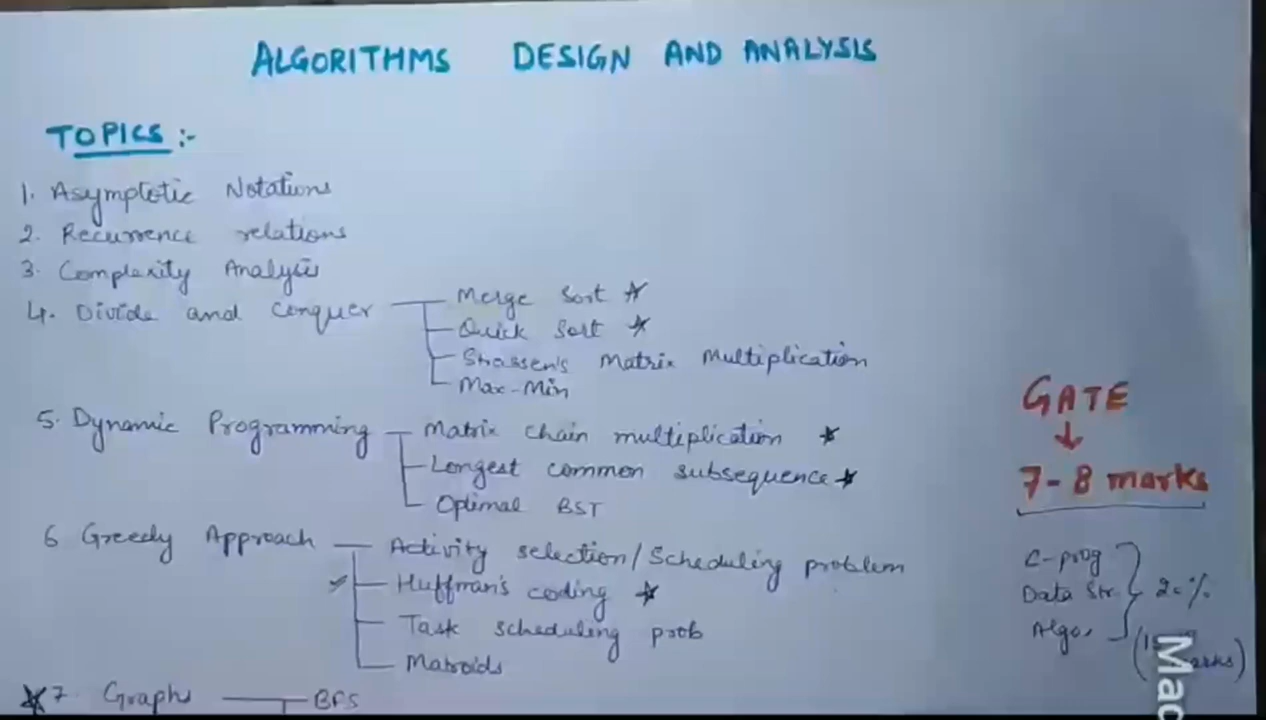 ALGORITHMS DESIGN AND ANALYSIS
TOPICS :-
1. Asymptotic Notations
2. Recurrence relations
3. Complexity Analysis
4. Divide and Conquer
Merge Sort
Quick Sort
Strassen's Matrix Multiplication
Max-Min
5. Dynamic Programming
Matrix chain multiplication
Longest common subsequence
Optimal BST
6 Greedy Approach
Activity selection/Scheduling problem
Huffman's coding
Task scheduling prob
Matroids
7. Graphs
BFS
GATE
7-8 marks
C-prog
Data Str.
Algo.
20%
Mad